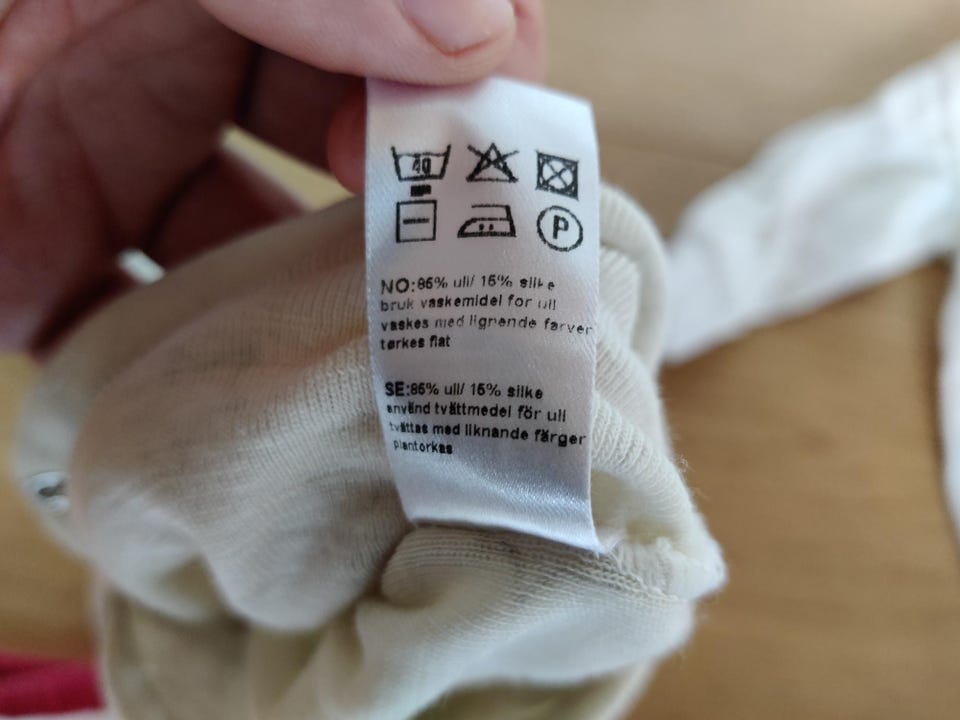 40
P
NO:85% ull/ 15% silke
bruk vaskemidel for ull
vaskes med lignende farver
tørkes flat
SE:85% ull/ 15% silke
använd tvättmedel för ull
tvättas med liknande färger
plantorkas